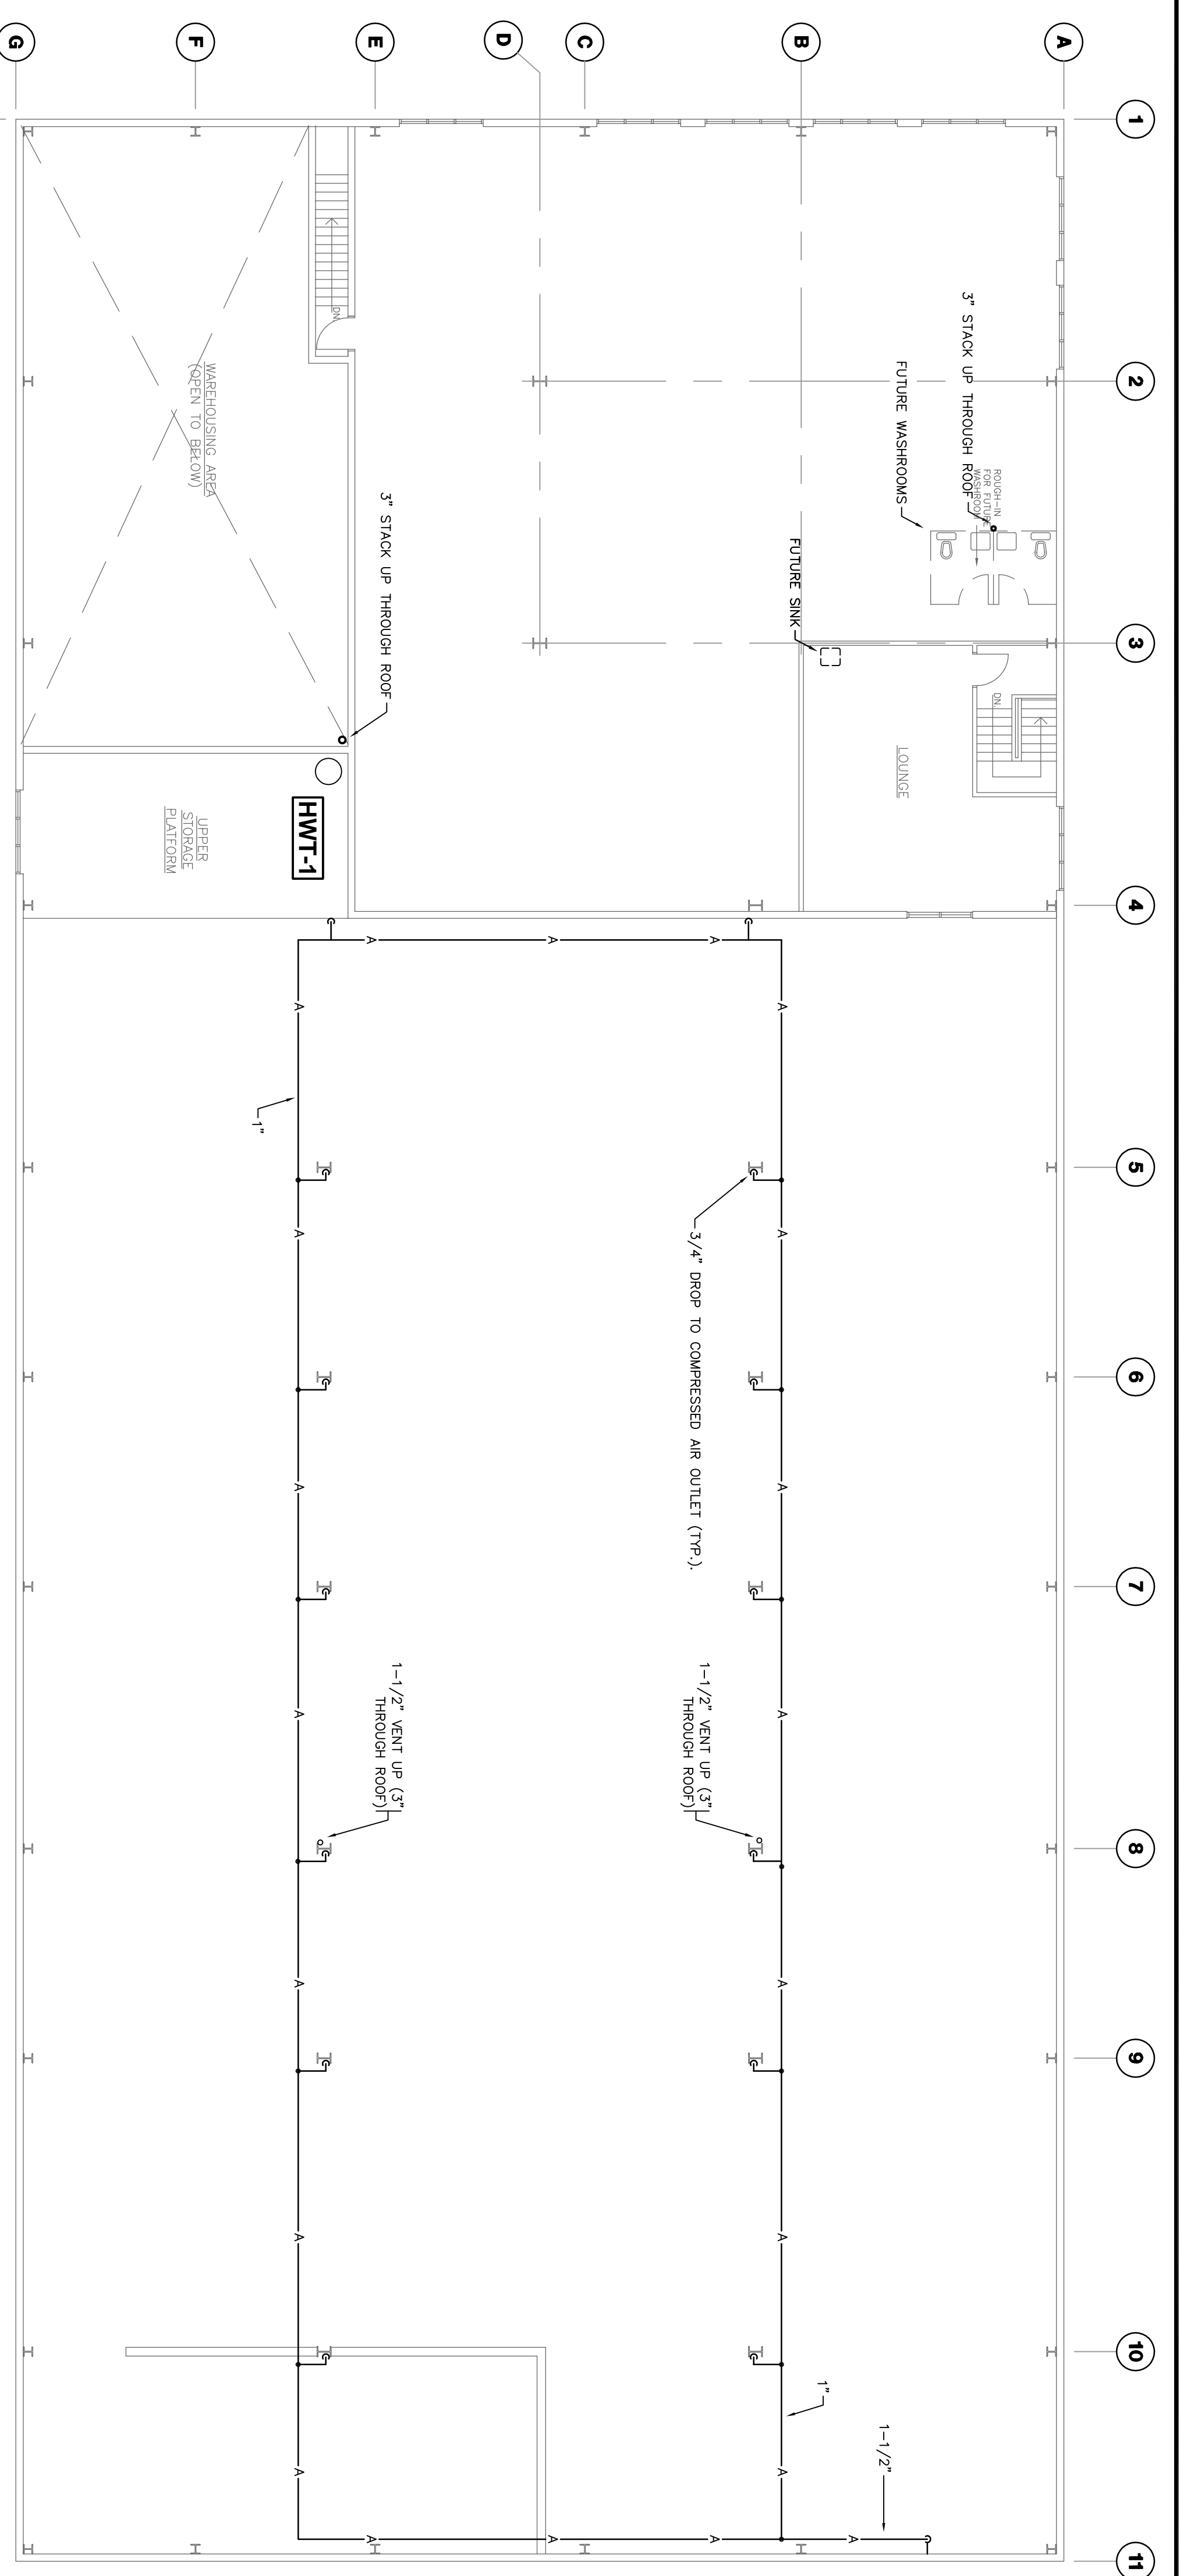 A
B
C
D
E
F
G
1
2
3
4
5
6
7
8
9
10
11
3" STACK UP THROUGH ROOF
ROUGH-IN
FOR FUTURE
WASHROOM
FUTURE WASHROOMS
FUTURE SINK
DN.
LOUNGE
DN.
WAREHOUSING AREA
(OPEN TO BELOW)
3" STACK UP THROUGH ROOF
HWT-1
UPPER
STORAGE
PLATFORM
A
A
A
A
A
A
A
A
A
A
A
3/4" DROP TO COMPRESSED AIR OUTLET (TYP.).
1-1/2" VENT UP (3"
THROUGH ROOF)
1-1/2" VENT UP (3"
THROUGH ROOF)
1"
1-1/2"
A
A
A
A
1"
A
A
A
A
A
A
A
A